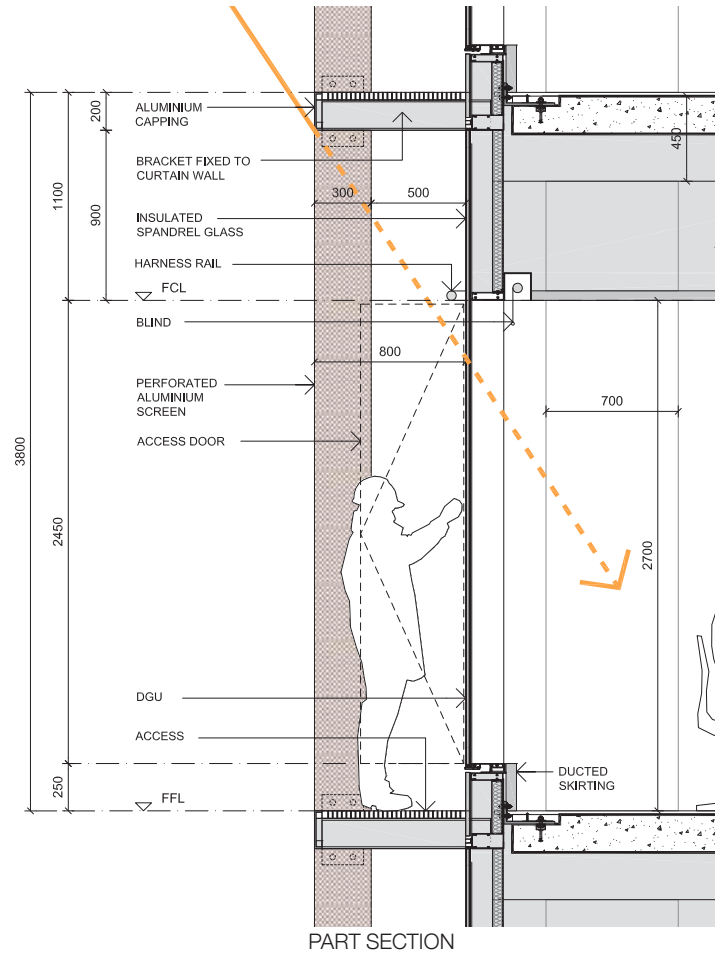 200
ALUMINIUM
CAPPING
450
BRACKET FIXED TO
CURTAIN WALL
1100
900
300
500
INSULATED
SPANDREL GLASS
HARNESS RAIL
FCL
BLIND
800
PERFORATED
ALUMINIUM
SCREEN
700
ACCESS DOOR
3800
2450
2700
DGU
ACCESS
DUCTED
SKIRTING
250
FFL
PART SECTION